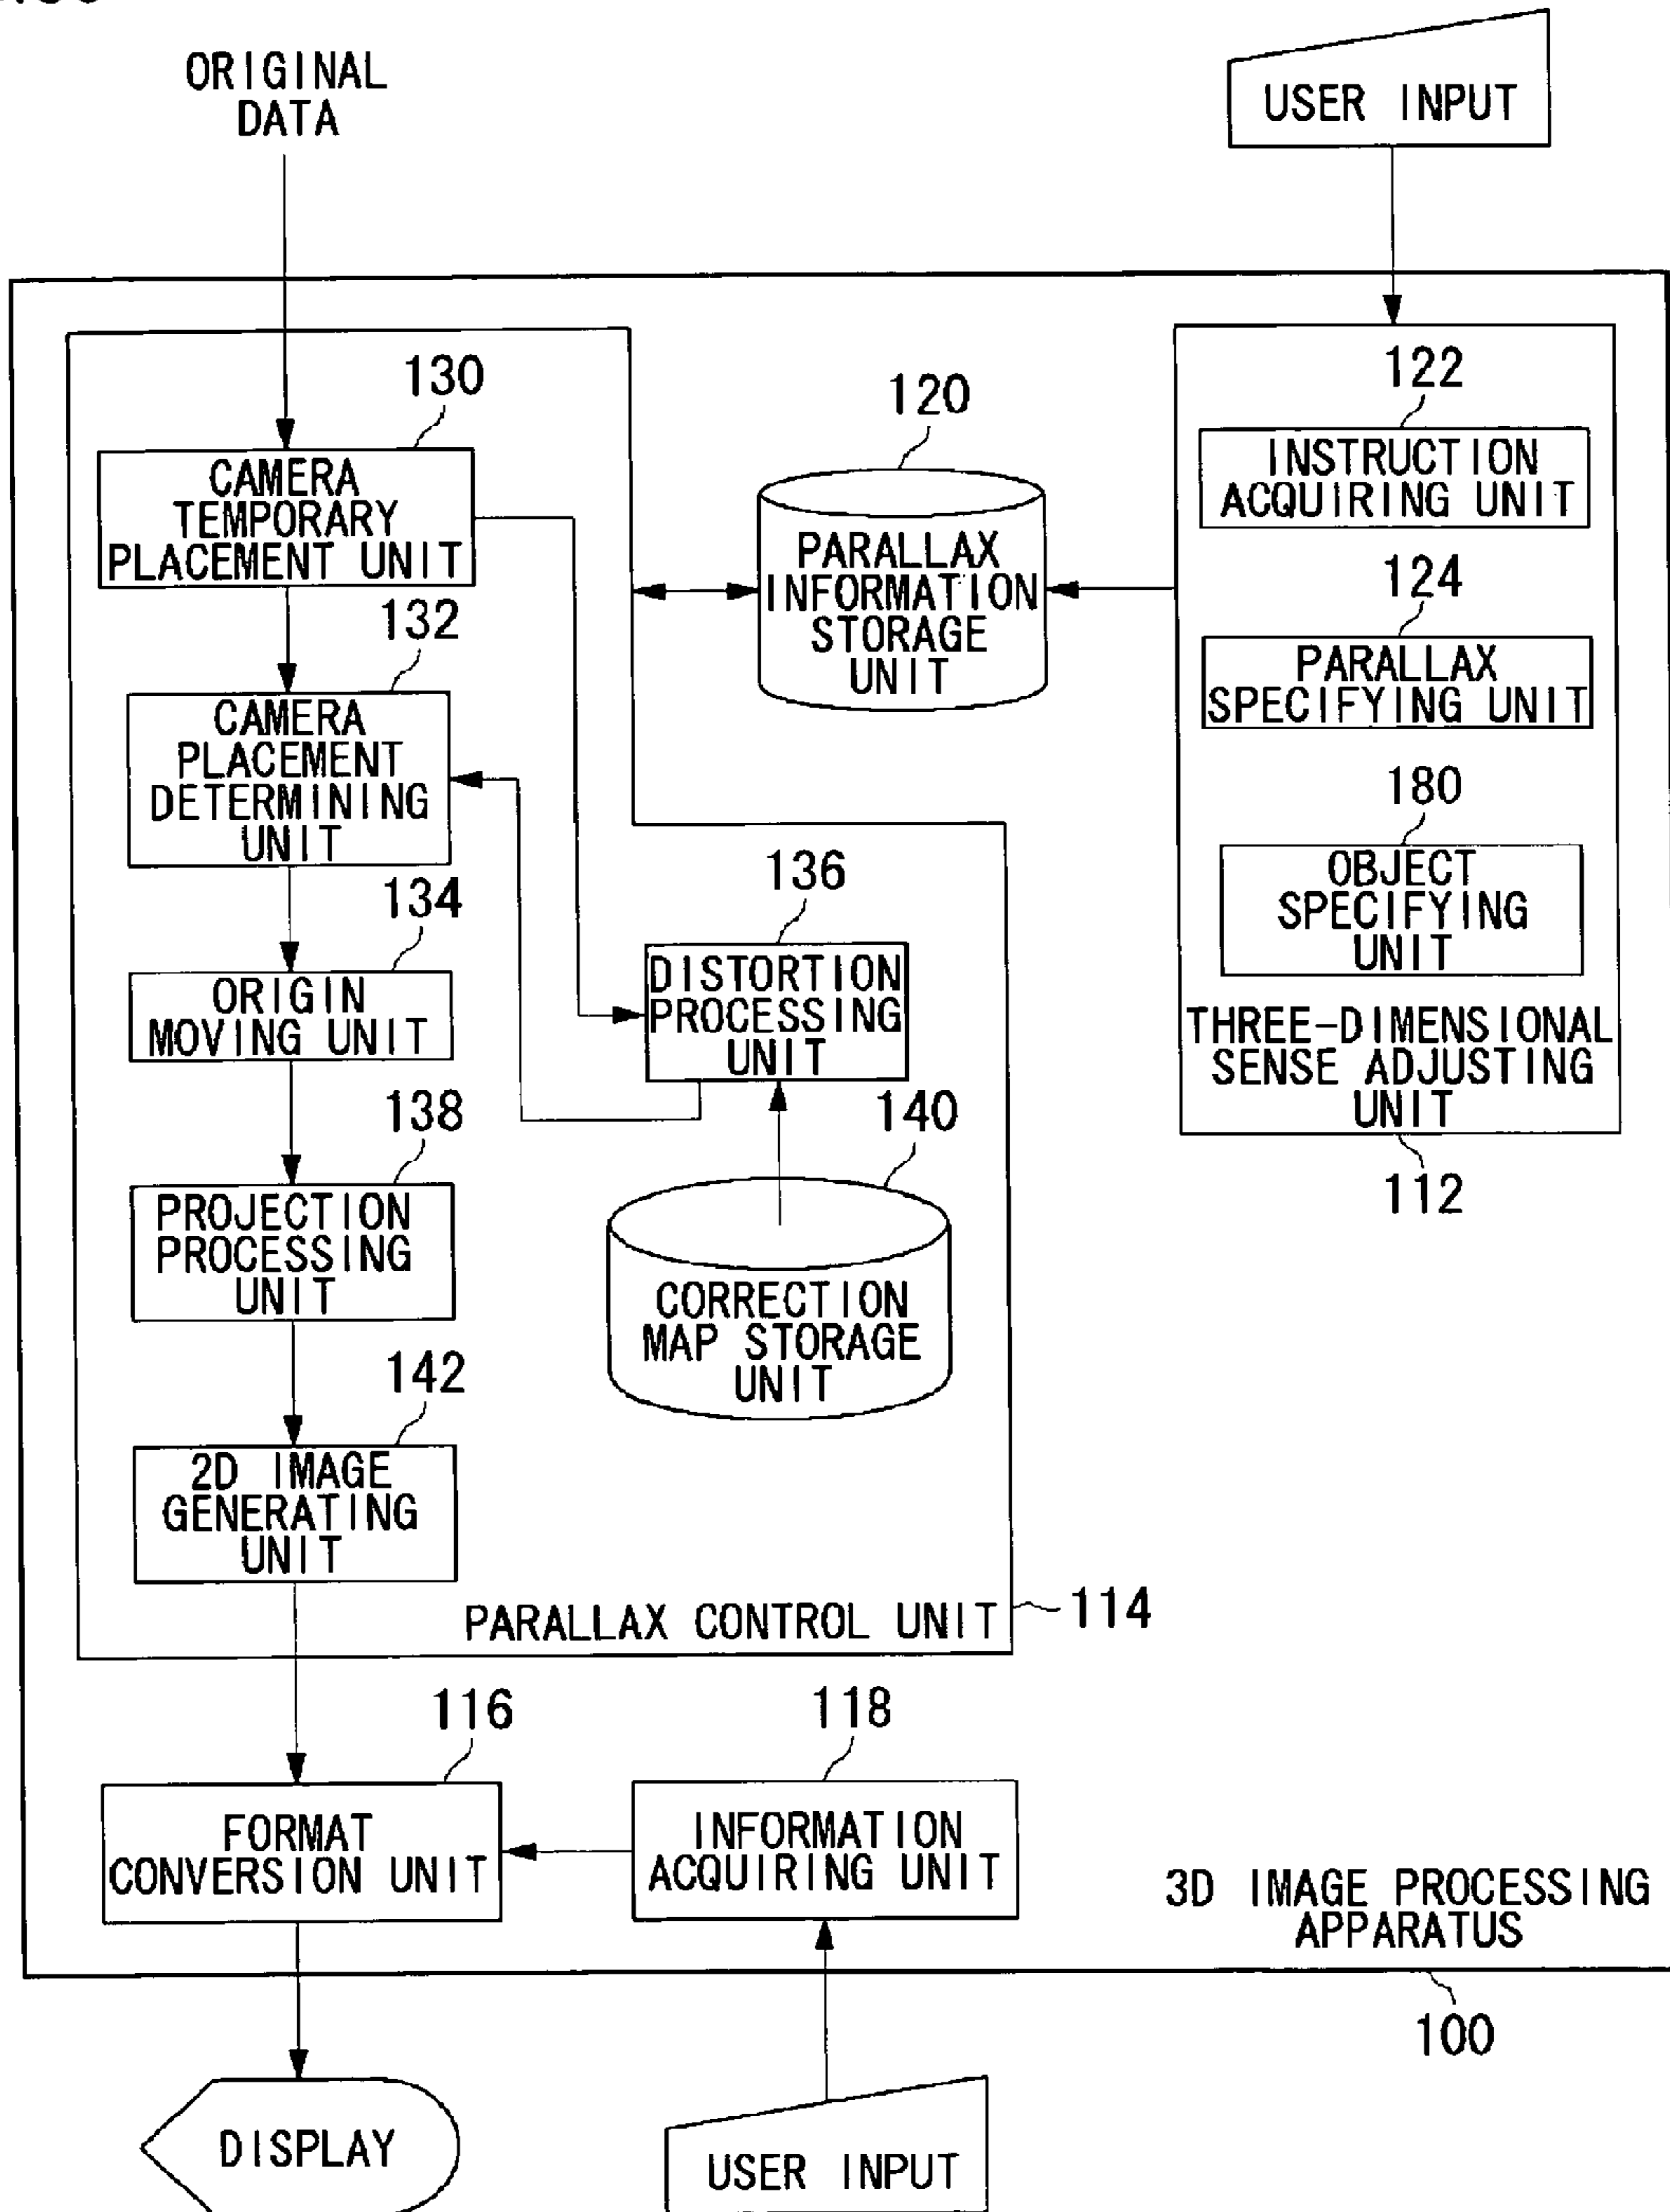 ORIGINAL
DATA
USER INPUT
130
CAMERA
TEMPORARY
PLACEMENT UNIT
120
PARALLAX
INFORMATION
STORAGE
UNIT
122
INSTRUCTION
ACQUIRING UNIT
124
PARALLAX
SPECIFYING UNIT
180
OBJECT
SPECIFYING
UNIT
THREE-DIMENSIONAL
SENSE ADJUSTING
UNIT
112
132
CAMERA
PLACEMENT
DETERMINING
UNIT
134
ORIGIN
MOVING UNIT
136
DISTORTION
PROCESSING
UNIT
138
PROJECTION
PROCESSING
UNIT
140
CORRECTION
MAP STORAGE
UNIT
142
2D IMAGE
GENERATING
UNIT
PARALLAX CONTROL UNIT
114
116
FORMAT
CONVERSION UNIT
118
INFORMATION
ACQUIRING UNIT
3D IMAGE PROCESSING
APPARATUS
100
DISPLAY
USER INPUT